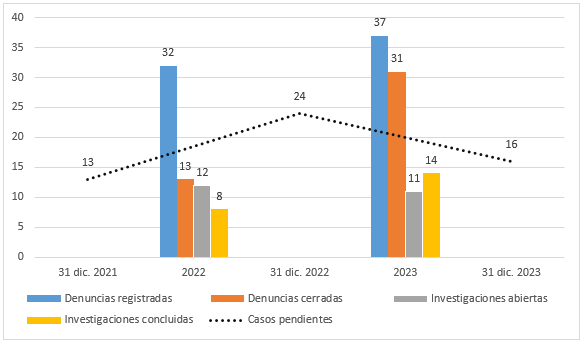 40
35
30
25
20
15
10
5
0
13
32
13
12
8
24
37
31
11
14
16
31 dic. 2021
2022
31 dic. 2022
2023
31 dic. 2023
Denuncias registradas
Denuncias cerradas
Investigaciones abiertas
Investigaciones concluidas
Casos pendientes